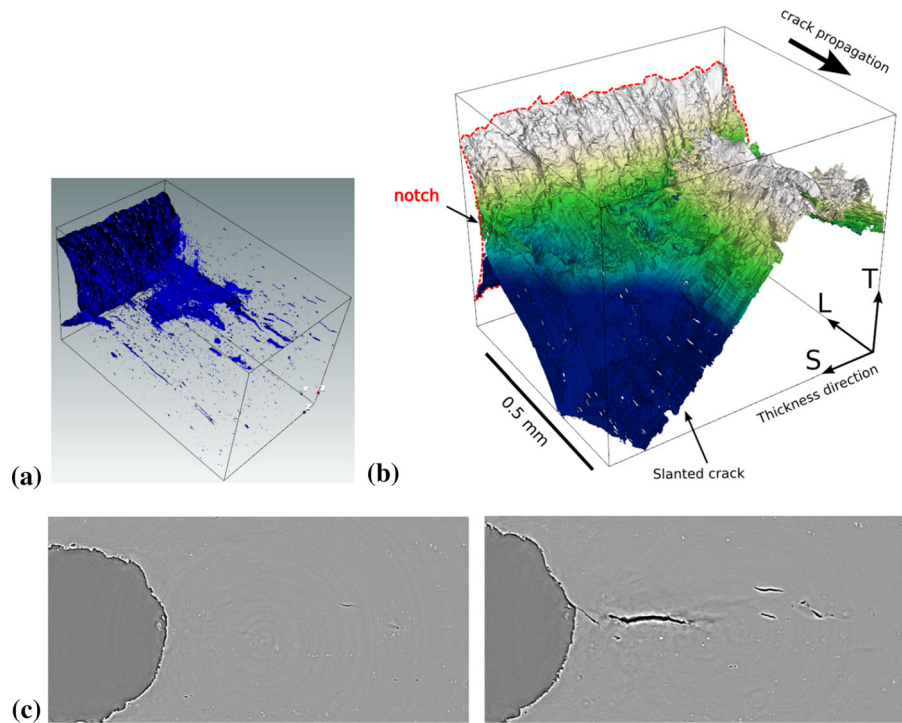 crack propagation
notch
T
L
S
Thickness direction
0.5 mm
Slanted crack
(a)
(b)
(c)